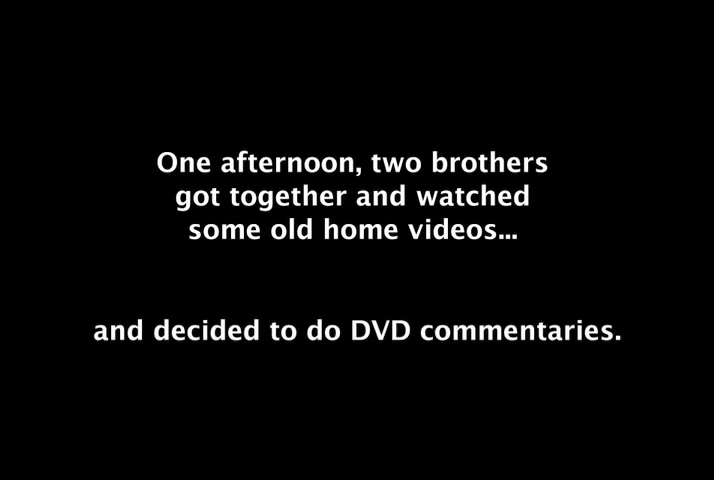 One afternoon, two brothers
got together and watched
some old home videos...
and decided to do DVD commentaries.